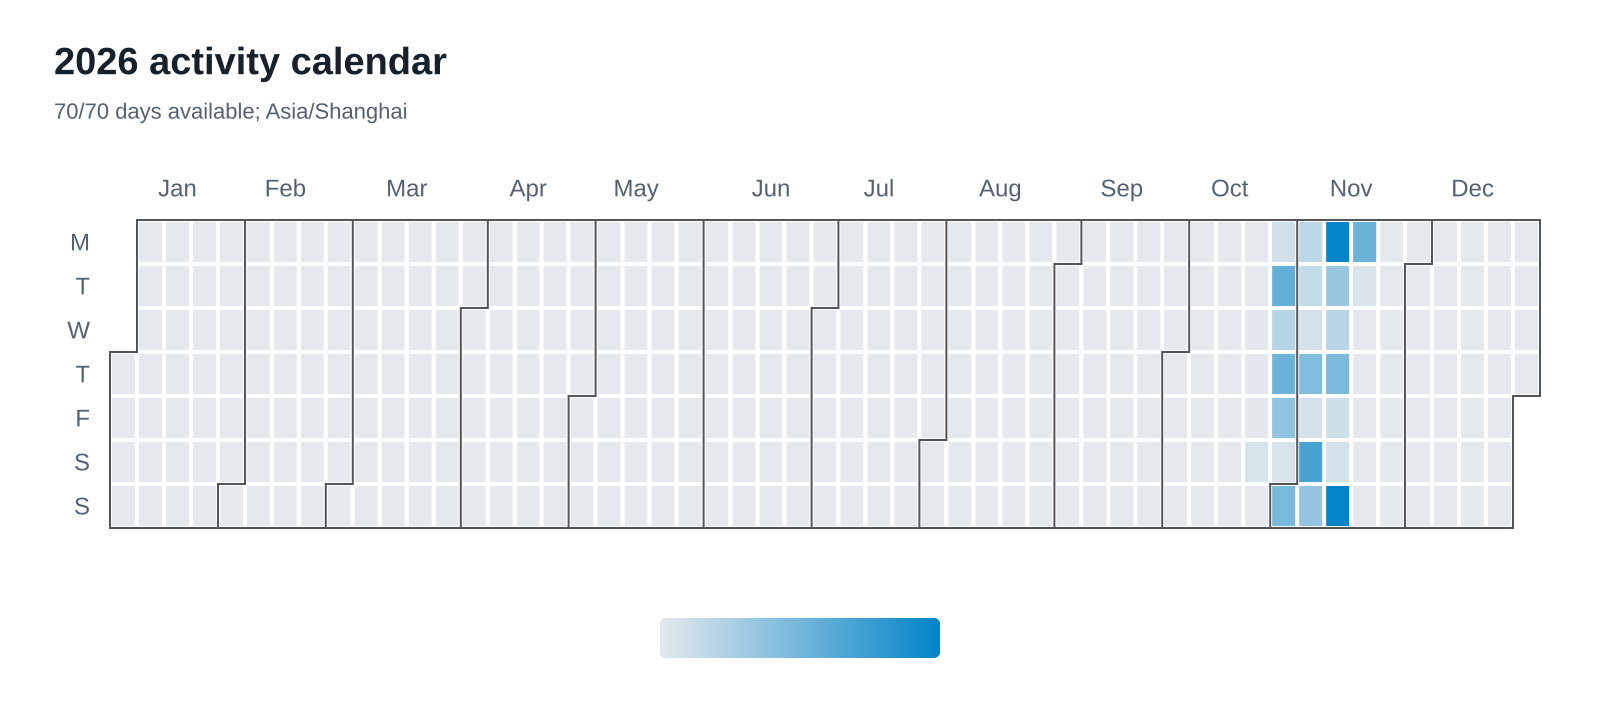 2026 activity calendar
70/70 days available; Asia/Shanghai
Jan Feb Mar Apr May Jun Jul Aug Sep Oct Nov Dec
M
T
W
T
F
S
S